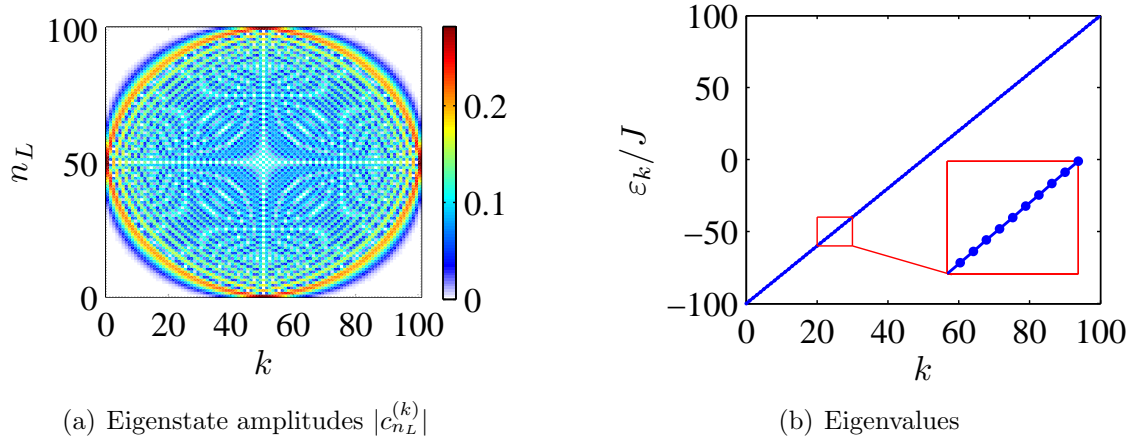 100
50
0
n_L
0 20 40 60 80 100
k
0.2
0.1
0
(a) Eigenstate amplitudes |c_{n_L}^{(k)}|
100
50
0
−50
−100
ε_k/J
0 20 40 60 80 100
k
(b) Eigenvalues